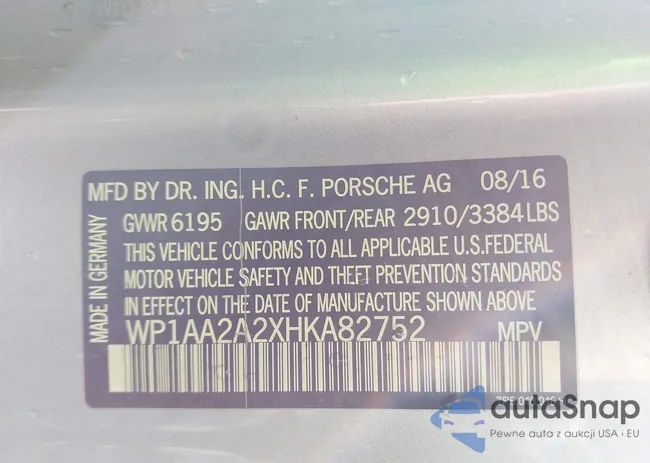 MFD BY DR. ING. H.C. F. PORSCHE AG 08/16
GVWR 6195 GAWR FRONT/REAR 2910/3384 LBS
THIS VEHICLE CONFORMS TO ALL APPLICABLE U.S.FEDERAL
MOTOR VEHICLE SAFETY AND THEFT PREVENTION STANDARDS
IN EFFECT ON THE DATE OF MANUFACTURE SHOWN ABOVE
WP1AA2A2XHKA82752 MPV
MADE IN GERMANY
autaSnap
Pewne auta z aukcji USA i EU